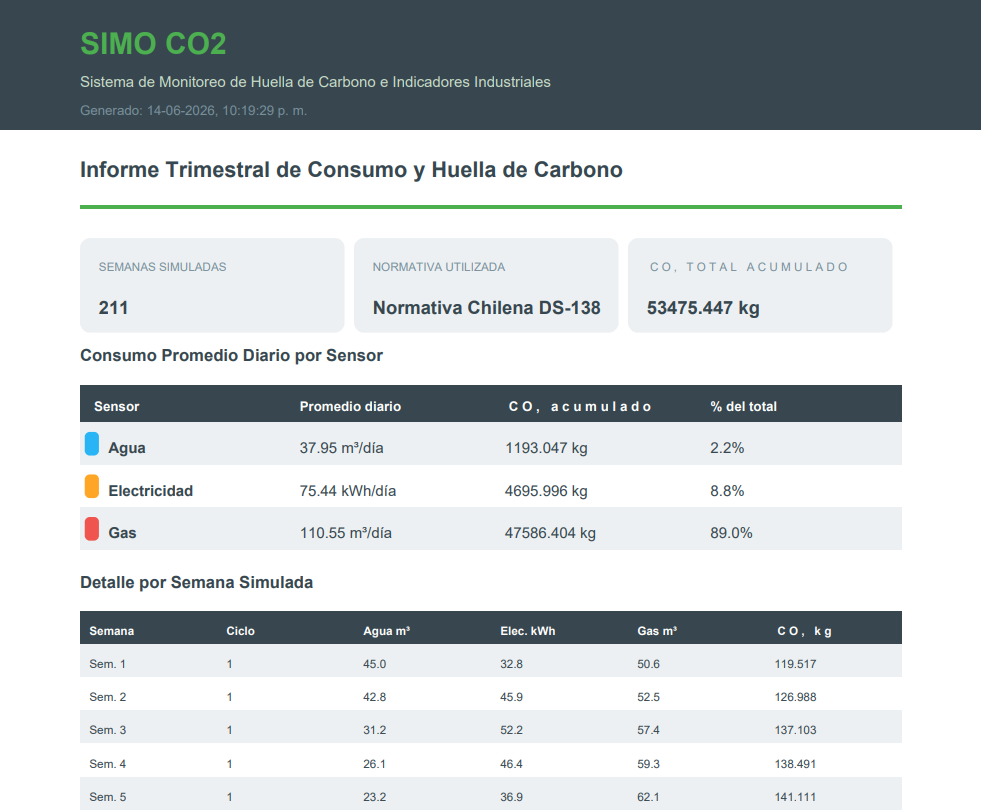 SIMO CO2
Sistema de Monitoreo de Huella de Carbono e Indicadores Industriales
Generado: 14-06-2026, 10:19:29 p. m.
Informe Trimestral de Consumo y Huella de Carbono
SEMANAS SIMULADAS NORMATIVA UTILIZADA CO, TOTAL ACUMULADO
211 Normativa Chilena DS-138 53475.447 kg
Consumo Promedio Diario por Sensor
Sensor Promedio diario CO, acumulado % del total
Agua 37.95 m³/día 1193.047 kg 2.2%
Electricidad 75.44 kWh/día 4695.996 kg 8.8%
Gas 110.55 m³/día 47586.404 kg 89.0%
Detalle por Semana Simulada
Semana Ciclo Agua m³ Elec. kWh Gas m³ CO, kg
Sem. 1 1 45.0 32.8 50.6 119.517
Sem. 2 1 42.8 45.9 52.5 126.988
Sem. 3 1 31.2 52.2 57.4 137.103
Sem. 4 1 26.1 46.4 59.3 138.491
Sem. 5 1 23.2 36.9 62.1 141.111